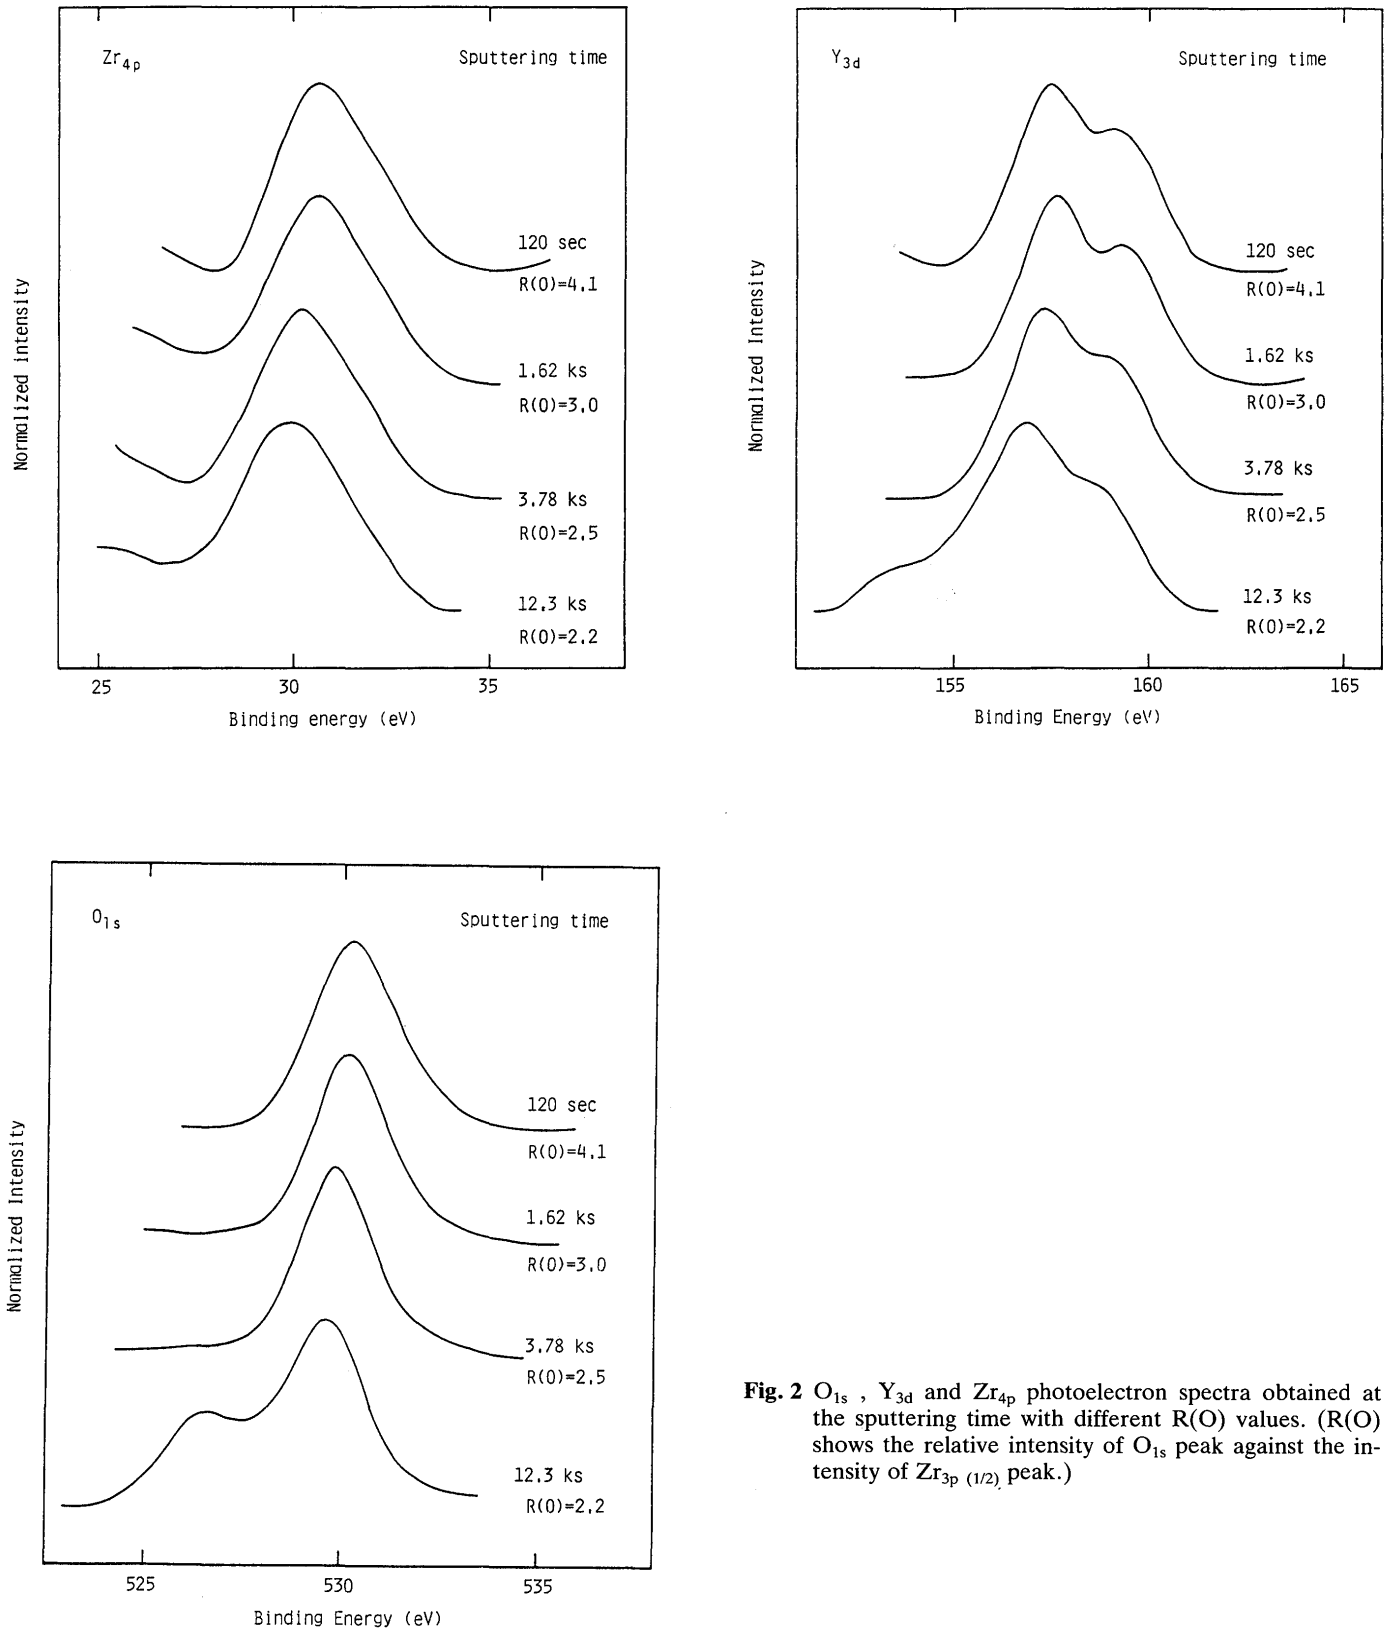 Zr4p
Sputtering time
120 sec
R(O)=4.1
1.62 ks
R(O)=3.0
3.78 ks
R(O)=2.5
12.3 ks
R(O)=2.2
Normalized intensity
25 30 35
Binding energy (eV)
Y3d
Sputtering time
120 sec
R(O)=4.1
1.62 ks
R(O)=3.0
3.78 ks
R(O)=2.5
12.3 ks
R(O)=2.2
Normalized Intensity
155 160 165
Binding Energy (eV)
O1s
Sputtering time
120 sec
R(O)=4.1
1.62 ks
R(O)=3.0
3.78 ks
R(O)=2.5
12.3 ks
R(O)=2.2
Normalized Intensity
525 530 535
Binding Energy (eV)
Fig. 2 O1s , Y3d and Zr4p photoelectron spectra obtained at
the sputtering time with different R(O) values. (R(O)
shows the relative intensity of O1s peak against the in-
tensity of Zr3p (1/2) peak.)